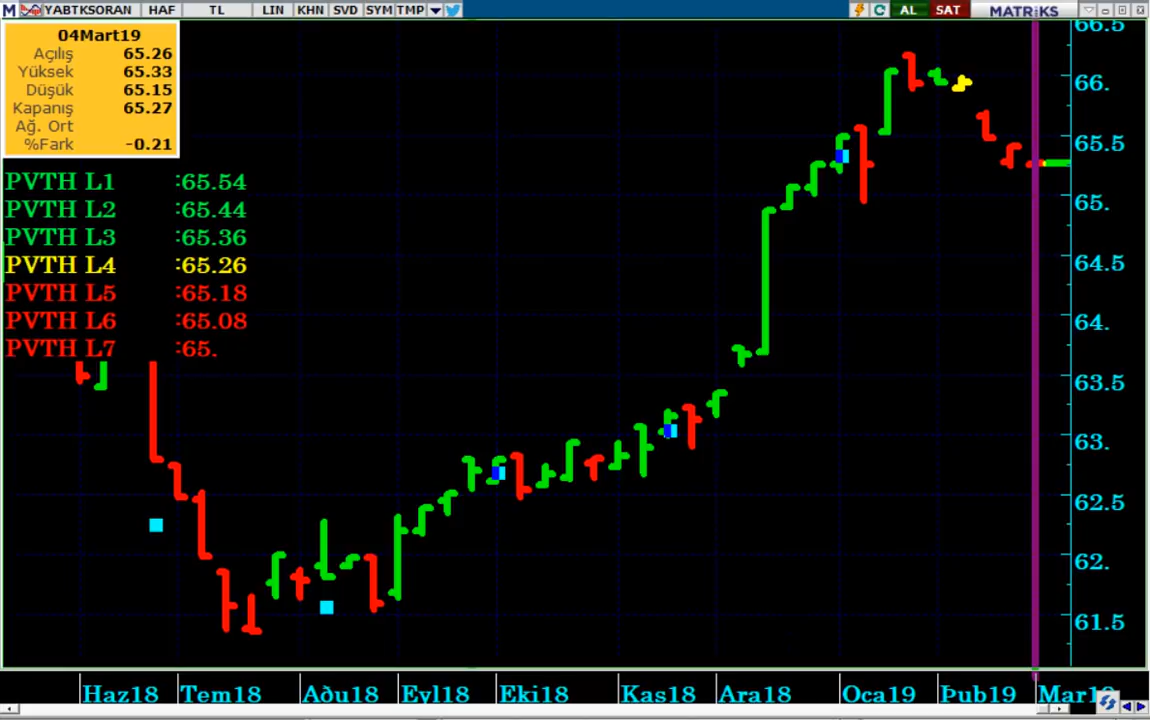 M YABTKSORAN HAF TL LIN KHN SVD SYM TMP AL SAT MATRiKS
04Mart19
Açılış 65.26
Yüksek 65.33
Düşük 65.15
Kapanış 65.27
Ağ. Ort
%Fark -0.21
PVTH L1 :65.54
PVTH L2 :65.44
PVTH L3 :65.36
PVTH L4 :65.26
PVTH L5 :65.18
PVTH L6 :65.08
PVTH L7 :65.
66.5
66.
65.5
65.
64.5
64.
63.5
63.
62.5
62.
61.5
Haz18 Tem18 Aðu18 Eyl18 Eki18 Kas18 Ara18 Oca19 Þub19 Mar19